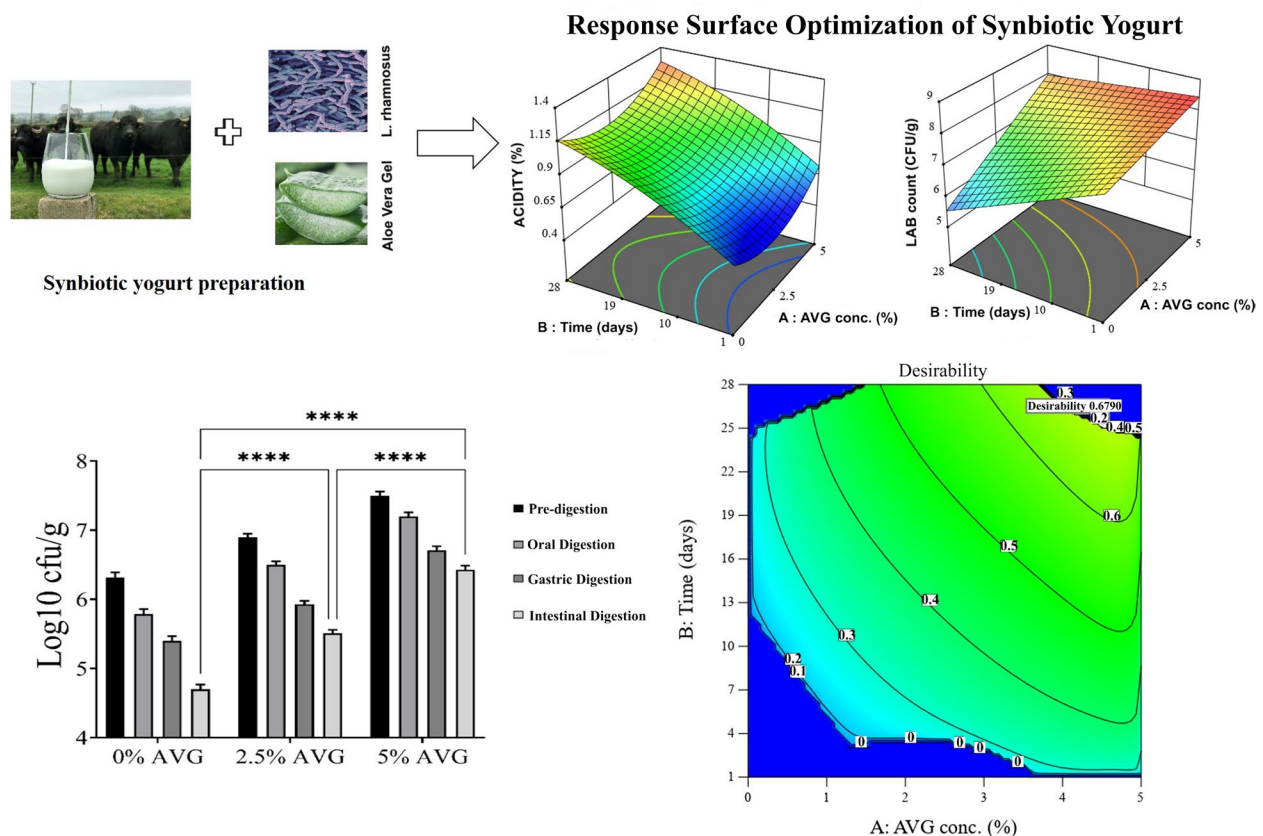 Response Surface Optimization of Synbiotic Yogurt
L. rhamnosus
Aloe Vera Gel
Synbiotic yogurt preparation
ACIDITY (%)
1.4
1.15
0.9
0.65
0.4
28
19
10
1
0
2.5
5
B : Time (days)
A : AVG conc. (%)
LAB count (CFU/g)
9
8
7
6
5
28
19
10
1
0
2.5
5
B : Time (days)
A : AVG conc (%)
Log10 cfu/g
8
7
6
5
4
****
****
****
0% AVG
2.5% AVG
5% AVG
Pre-digestion
Oral Digestion
Gastric Digestion
Intestinal Digestion
Desirability
B: Time (days)
28
25
22
19
16
13
10
7
4
1
0.3
Desirability 0.6790
0.2
0.4
0.5
0.6
0.5
0.4
0.3
0.2
0.1
0
0
0
0
0
0
1
2
3
4
5
A: AVG conc. (%)